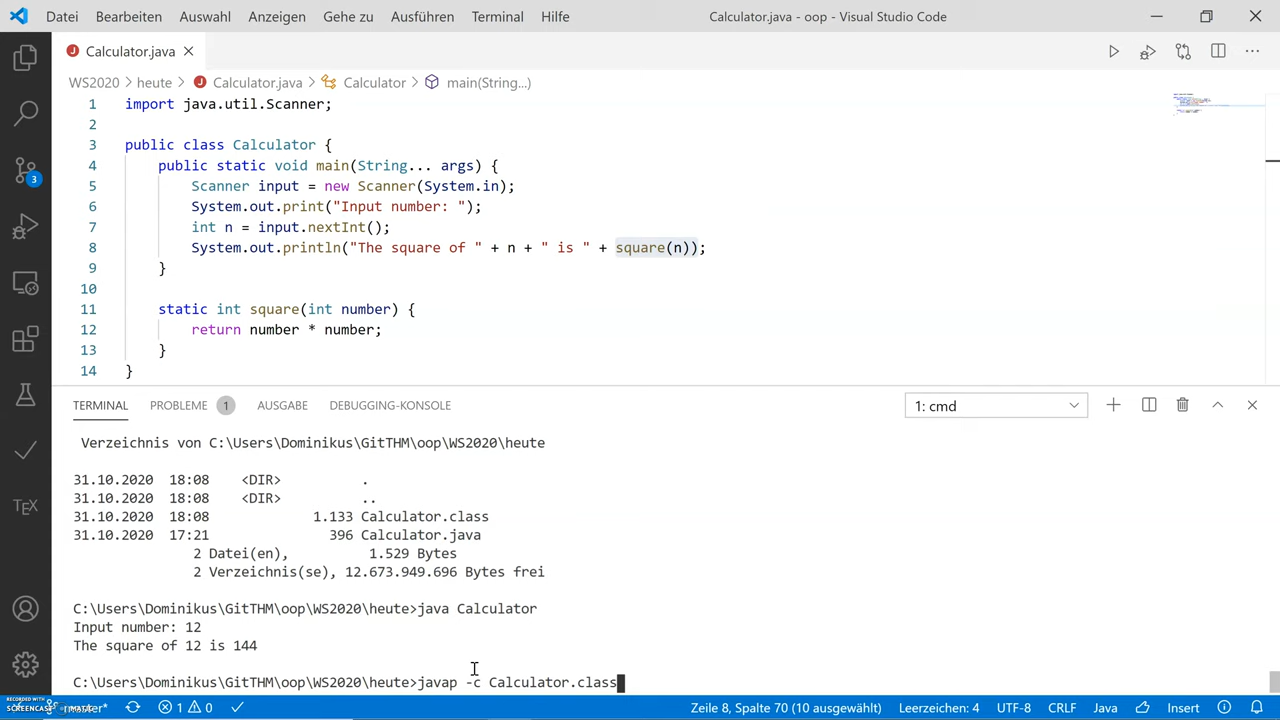 Datei Bearbeiten Auswahl Anzeigen Gehe zu Ausführen Terminal Hilfe Calculator.java - oop - Visual Studio Code
Calculator.java
WS2020 > heute > Calculator.java > Calculator > main(String...)
1 import java.util.Scanner;
2
3 public class Calculator {
4 public static void main(String... args) {
5 Scanner input = new Scanner(System.in);
6 System.out.print("Input number: ");
7 int n = input.nextInt();
8 System.out.println("The square of " + n + " is " + square(n));
9 }
10
11 static int square(int number) {
12 return number * number;
13 }
14 }
3
TERMINAL PROBLEME 1 AUSGABE DEBUGGING-KONSOLE 1: cmd
Verzeichnis von C:\Users\Dominikus\GitTHM\oop\WS2020\heute
31.10.2020 18:08 <DIR> .
31.10.2020 18:08 <DIR> ..
31.10.2020 18:08 1.133 Calculator.class
31.10.2020 17:21 396 Calculator.java
2 Datei(en), 1.529 Bytes
2 Verzeichnis(se), 12.673.949.696 Bytes frei
TEX
C:\Users\Dominikus\GitTHM\oop\WS2020\heute>java Calculator
Input number: 12
The square of 12 is 144
C:\Users\Dominikus\GitTHM\oop\WS2020\heute>javap -c Calculator.class
RECORDED WITH
SCREENCAST
master* 1 0 Zeile 8, Spalte 70 (10 ausgewählt) Leerzeichen: 4 UTF-8 CRLF Java Insert